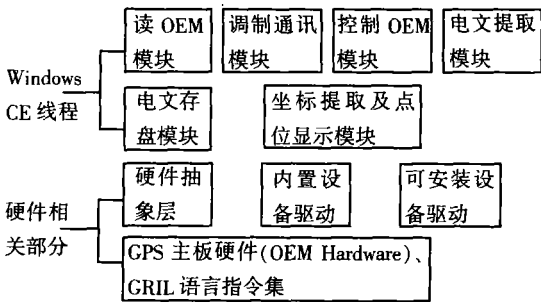 读 OEM
模块
调制通讯
模块
控制 OEM
模块
电文提取
模块
Windows
CE 线程
电文存
盘模块
坐标提取及点
位显示模块
硬件抽
象层
内置设
备驱动
可安装设
备驱动
硬件相
关部分
GPS 主板硬件(OEM Hardware)、
GRIL 语言指令集